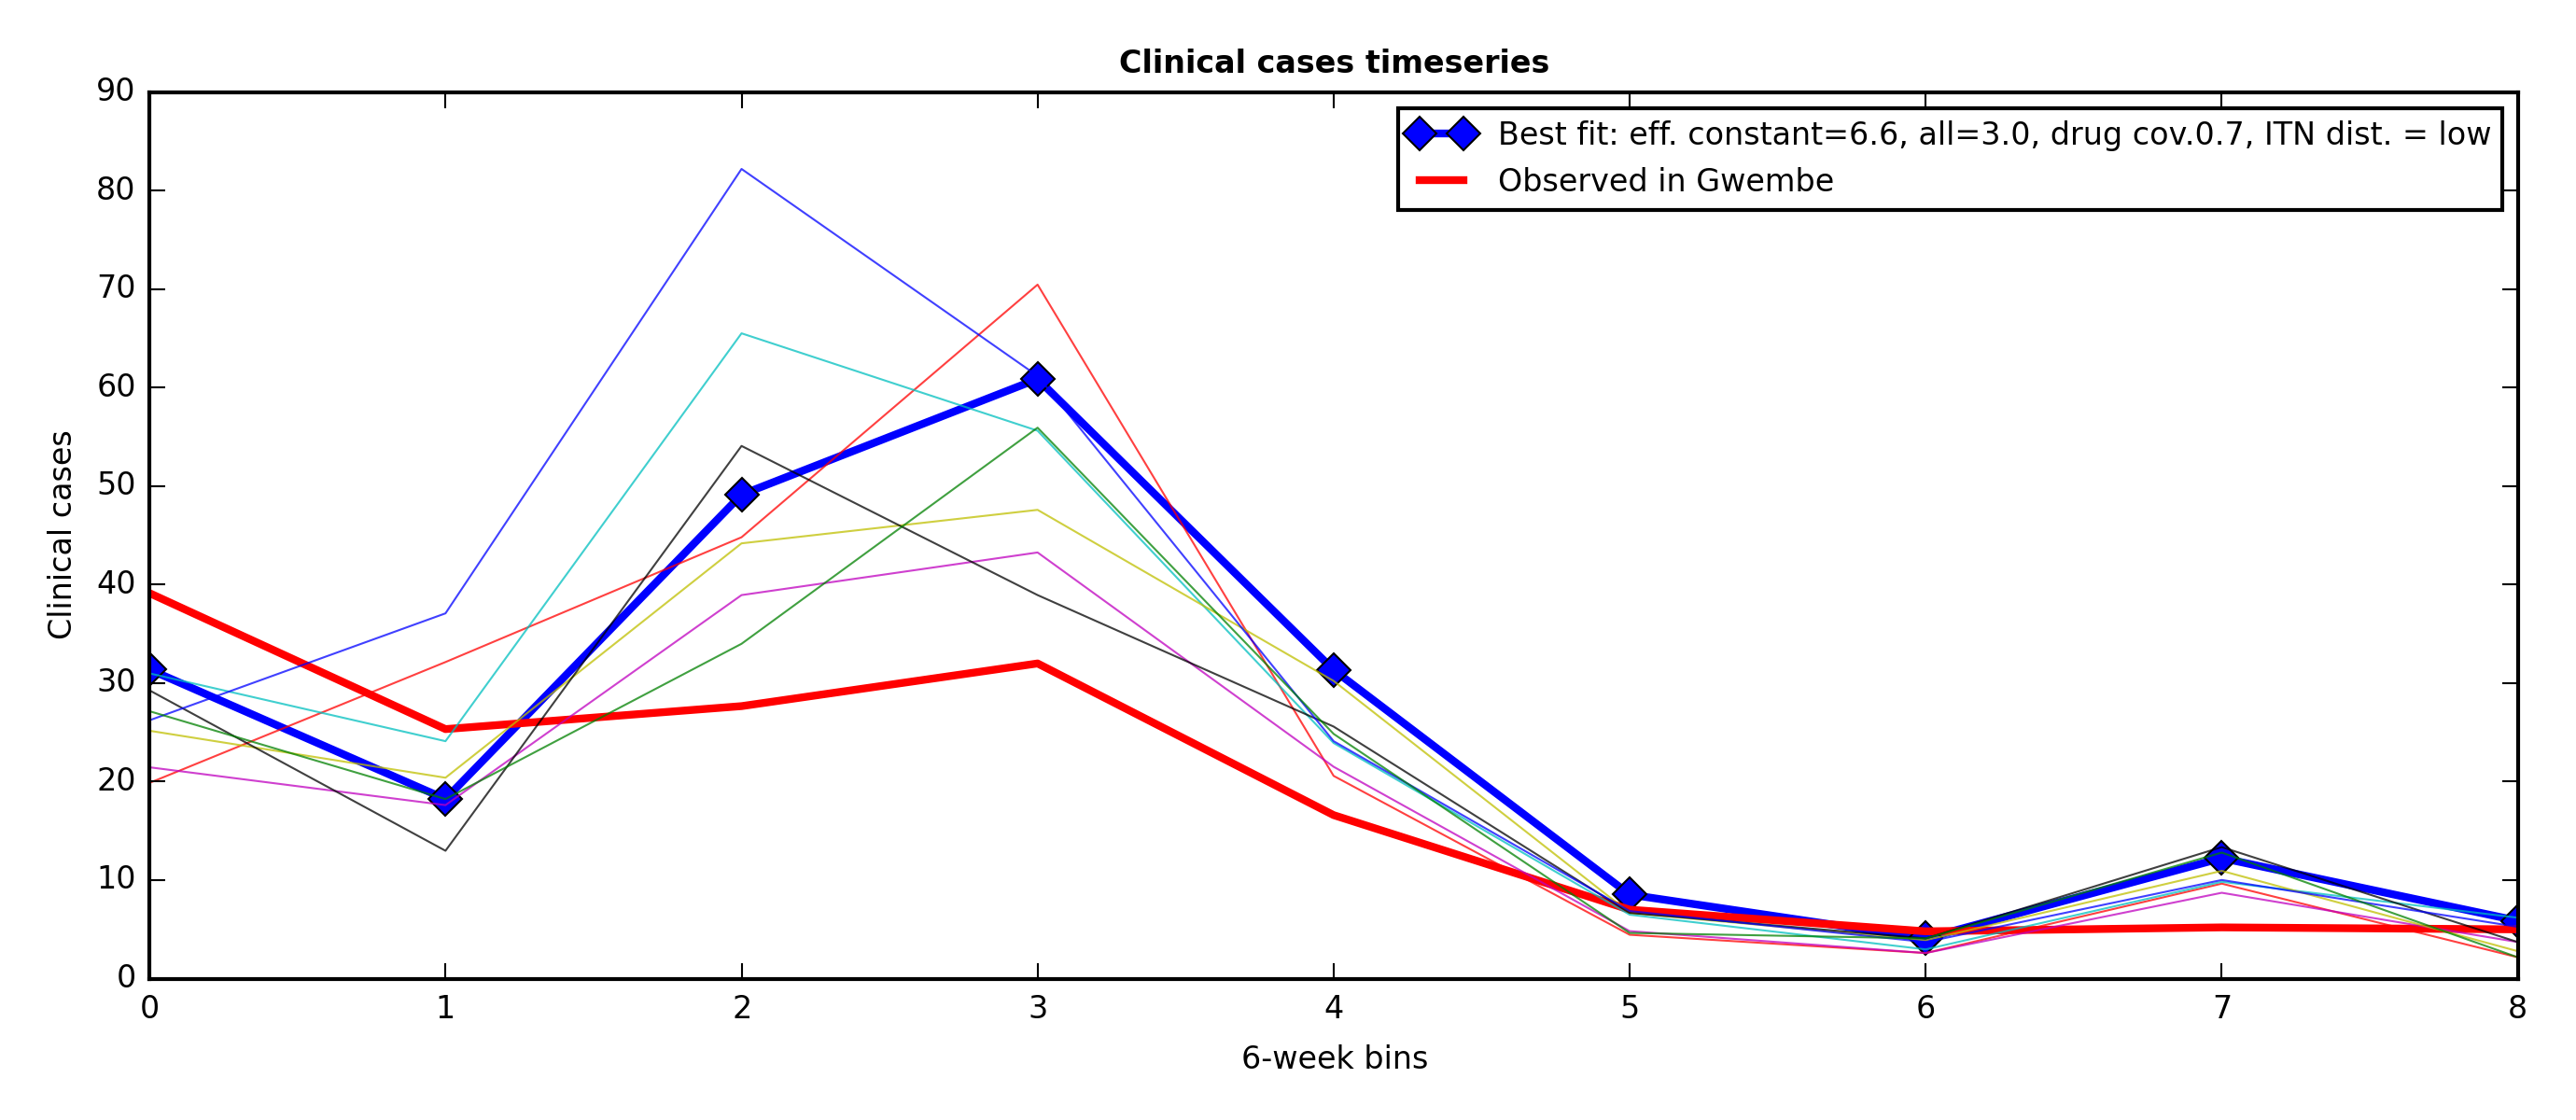 Clinical cases timeseries
Best fit: eff. constant=6.6, all=3.0, drug cov.0.7, ITN dist. = low
Observed in Gwembe
90
80
70
60
50
40
30
20
10
0
Clinical cases
0 1 2 3 4 5 6 7 8
6-week bins